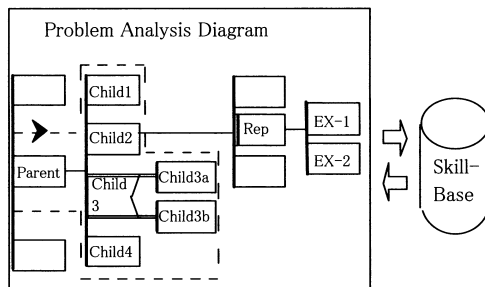 Problem Analysis Diagram
Child1
Child2
Rep
EX-1
EX-2
Parent
Child
3
Child3a
Child3b
Child4
Skill-
Base